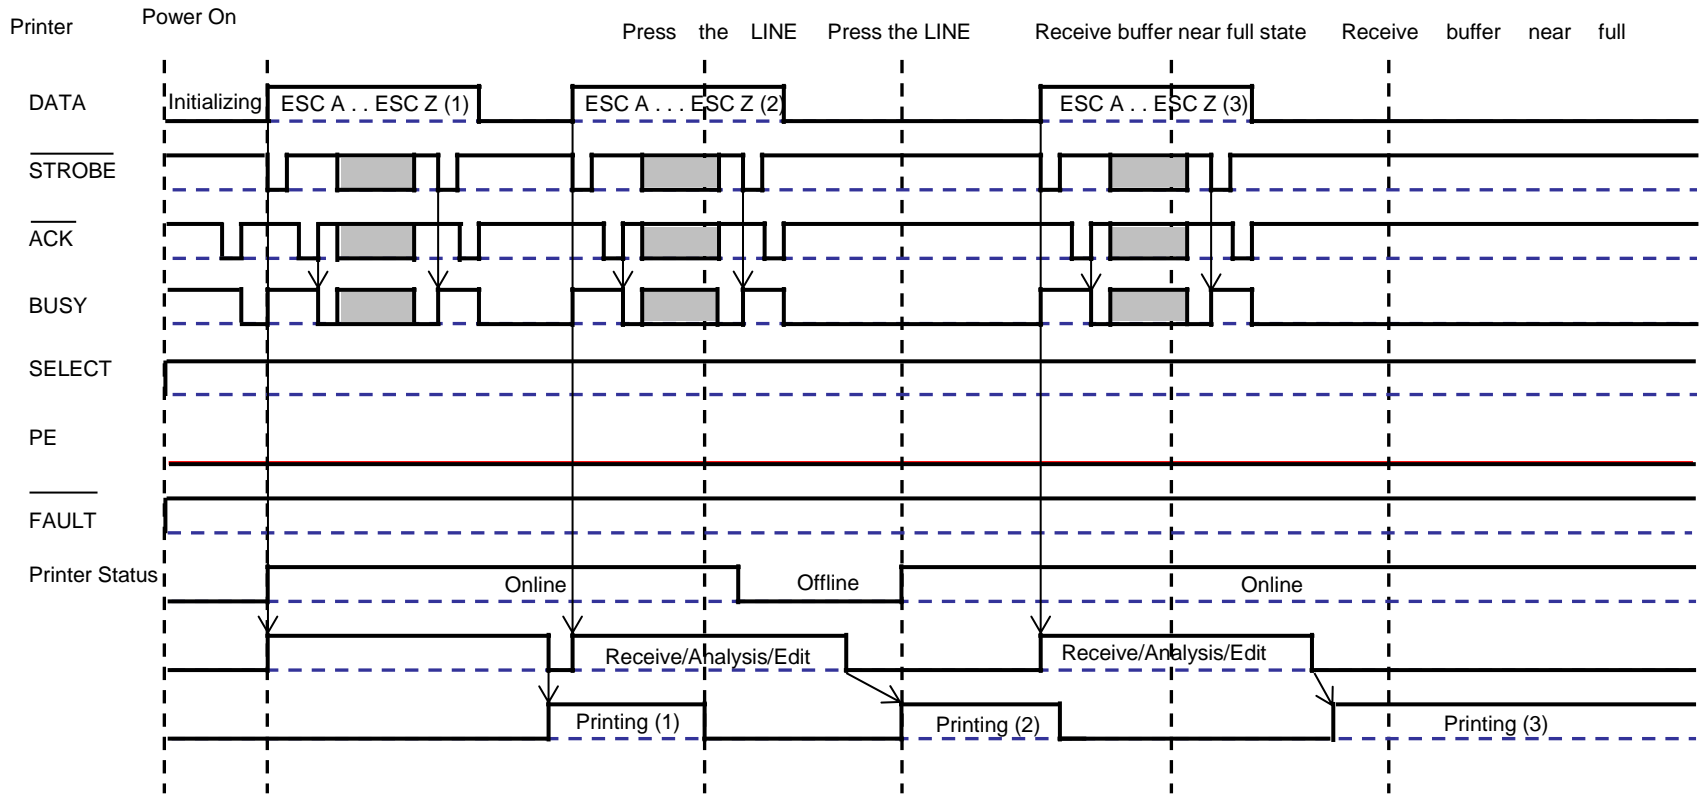 Printer
Power On
Press the LINE
Press the LINE
Receive buffer near full state
Receive buffer near full
DATA
Initializing
ESC A . . ESC Z (1)
ESC A . . . ESC Z (2)
ESC A . . ESC Z (3)
STROBE
ACK
BUSY
SELECT
PE
FAULT
Printer Status
Online
Offline
Online
Receive/Analysis/Edit
Receive/Analysis/Edit
Printing (1)
Printing (2)
Printing (3)